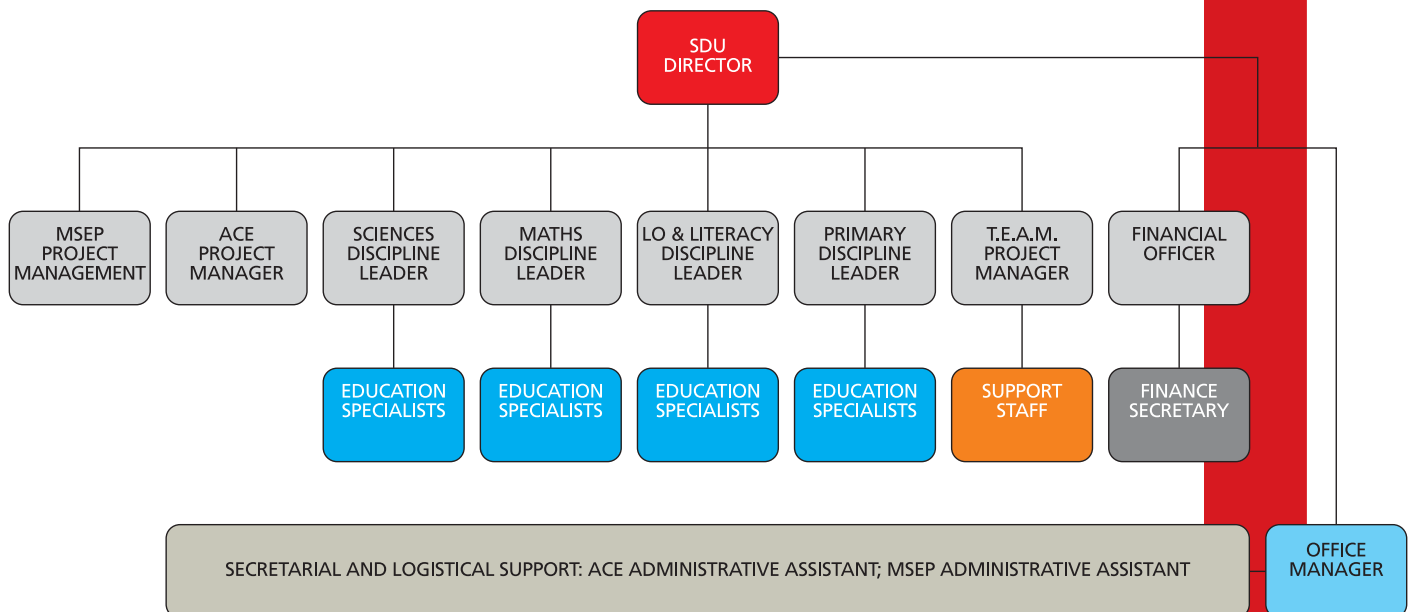 SDU
DIRECTOR
MSEP
PROJECT
MANAGEMENT
ACE
PROJECT
MANAGER
SCIENCES
DISCIPLINE
LEADER
MATHS
DISCIPLINE
LEADER
LO & LITERACY
DISCIPLINE
LEADER
PRIMARY
DISCIPLINE
LEADER
T.E.A.M.
PROJECT
MANAGER
FINANCIAL
OFFICER
EDUCATION
SPECIALISTS
EDUCATION
SPECIALISTS
EDUCATION
SPECIALISTS
EDUCATION
SPECIALISTS
SUPPORT
STAFF
FINANCE
SECRETARY
SECRETARIAL AND LOGISTICAL SUPPORT: ACE ADMINISTRATIVE ASSISTANT; MSEP ADMINISTRATIVE ASSISTANT
OFFICE
MANAGER